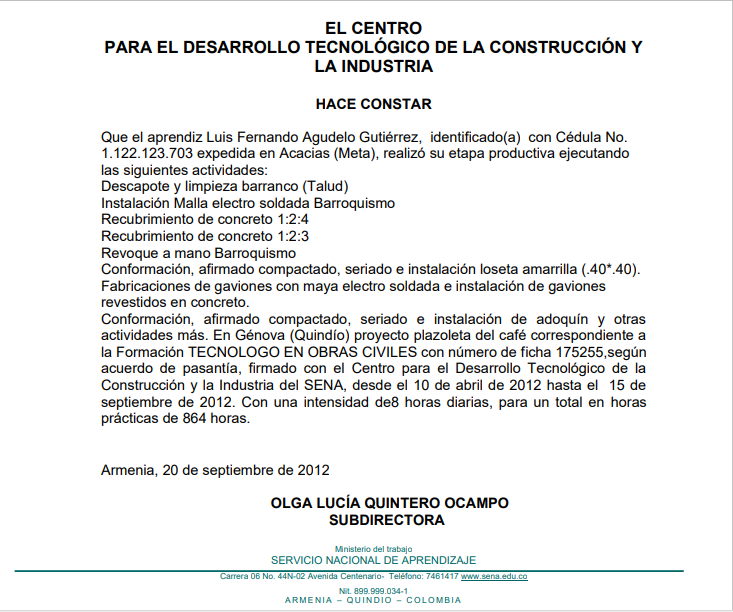 EL CENTRO
PARA EL DESARROLLO TECNOLÓGICO DE LA CONSTRUCCIÓN Y
LA INDUSTRIA
HACE CONSTAR
Que el aprendiz Luis Fernando Agudelo Gutiérrez, identificado(a) con Cédula No.
1.122.123.703 expedida en Acacias (Meta), realizó su etapa productiva ejecutando
las siguientes actividades:
Descapote y limpieza barranco (Talud)
Instalación Malla electro soldada Barroquismo
Recubrimiento de concreto 1:2:4
Recubrimiento de concreto 1:2:3
Revoque a mano Barroquismo
Conformación, afirmado compactado, seriado e instalación loseta amarrilla (.40*.40).
Fabricaciones de gaviones con maya electro soldada e instalación de gaviones
revestidos en concreto.
Conformación, afirmado compactado, seriado e instalación de adoquín y otras
actividades más. En Génova (Quindío) proyecto plazoleta del café correspondiente a
la Formación TECNOLOGO EN OBRAS CIVILES con número de ficha 175255,según
acuerdo de pasantía, firmado con el Centro para el Desarrollo Tecnológico de la
Construcción y la Industria del SENA, desde el 10 de abril de 2012 hasta el 15 de
septiembre de 2012. Con una intensidad de8 horas diarias, para un total en horas
prácticas de 864 horas.
Armenia, 20 de septiembre de 2012
OLGA LUCÍA QUINTERO OCAMPO
SUBDIRECTORA
Ministerio del trabajo
SERVICIO NACIONAL DE APRENDIZAJE
Carrera 06 No. 44N-02 Avenida Centenario- Teléfono: 7461417 www.sena.edu.co
Nit. 899.999.034-1
ARMENIA – QUINDIO – COLOMBIA